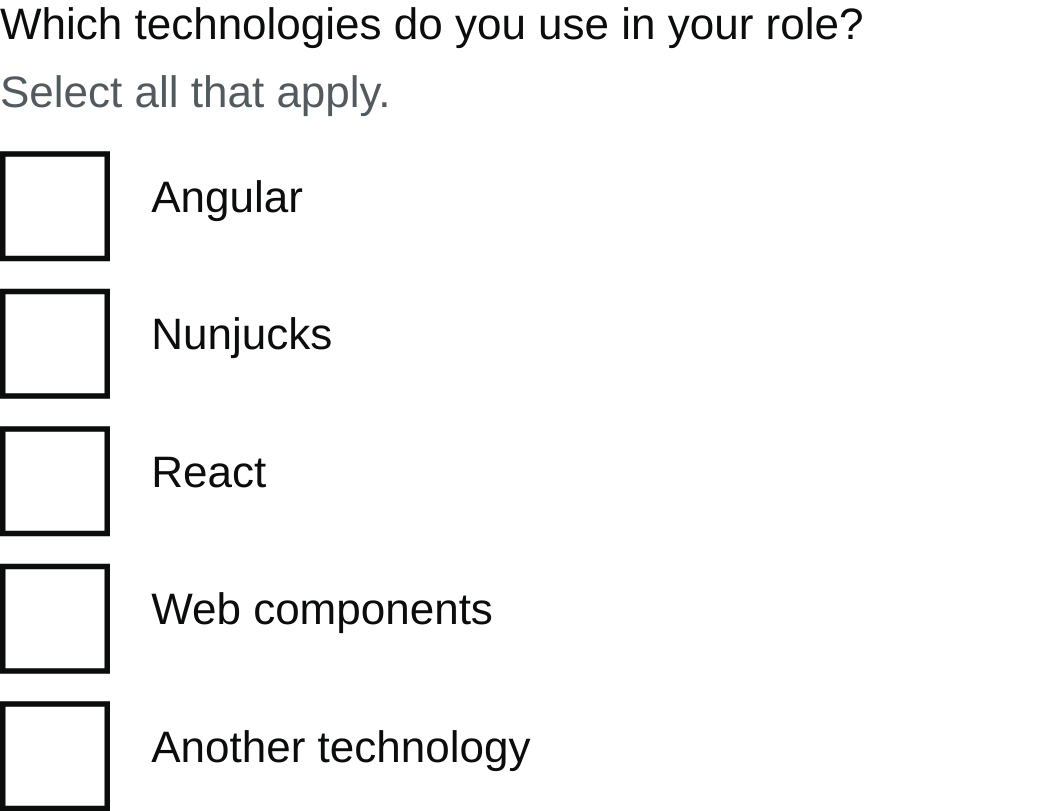 Which technologies do you use in your role?
Select all that apply.
Angular
Nunjucks
React
Web components
Another technology